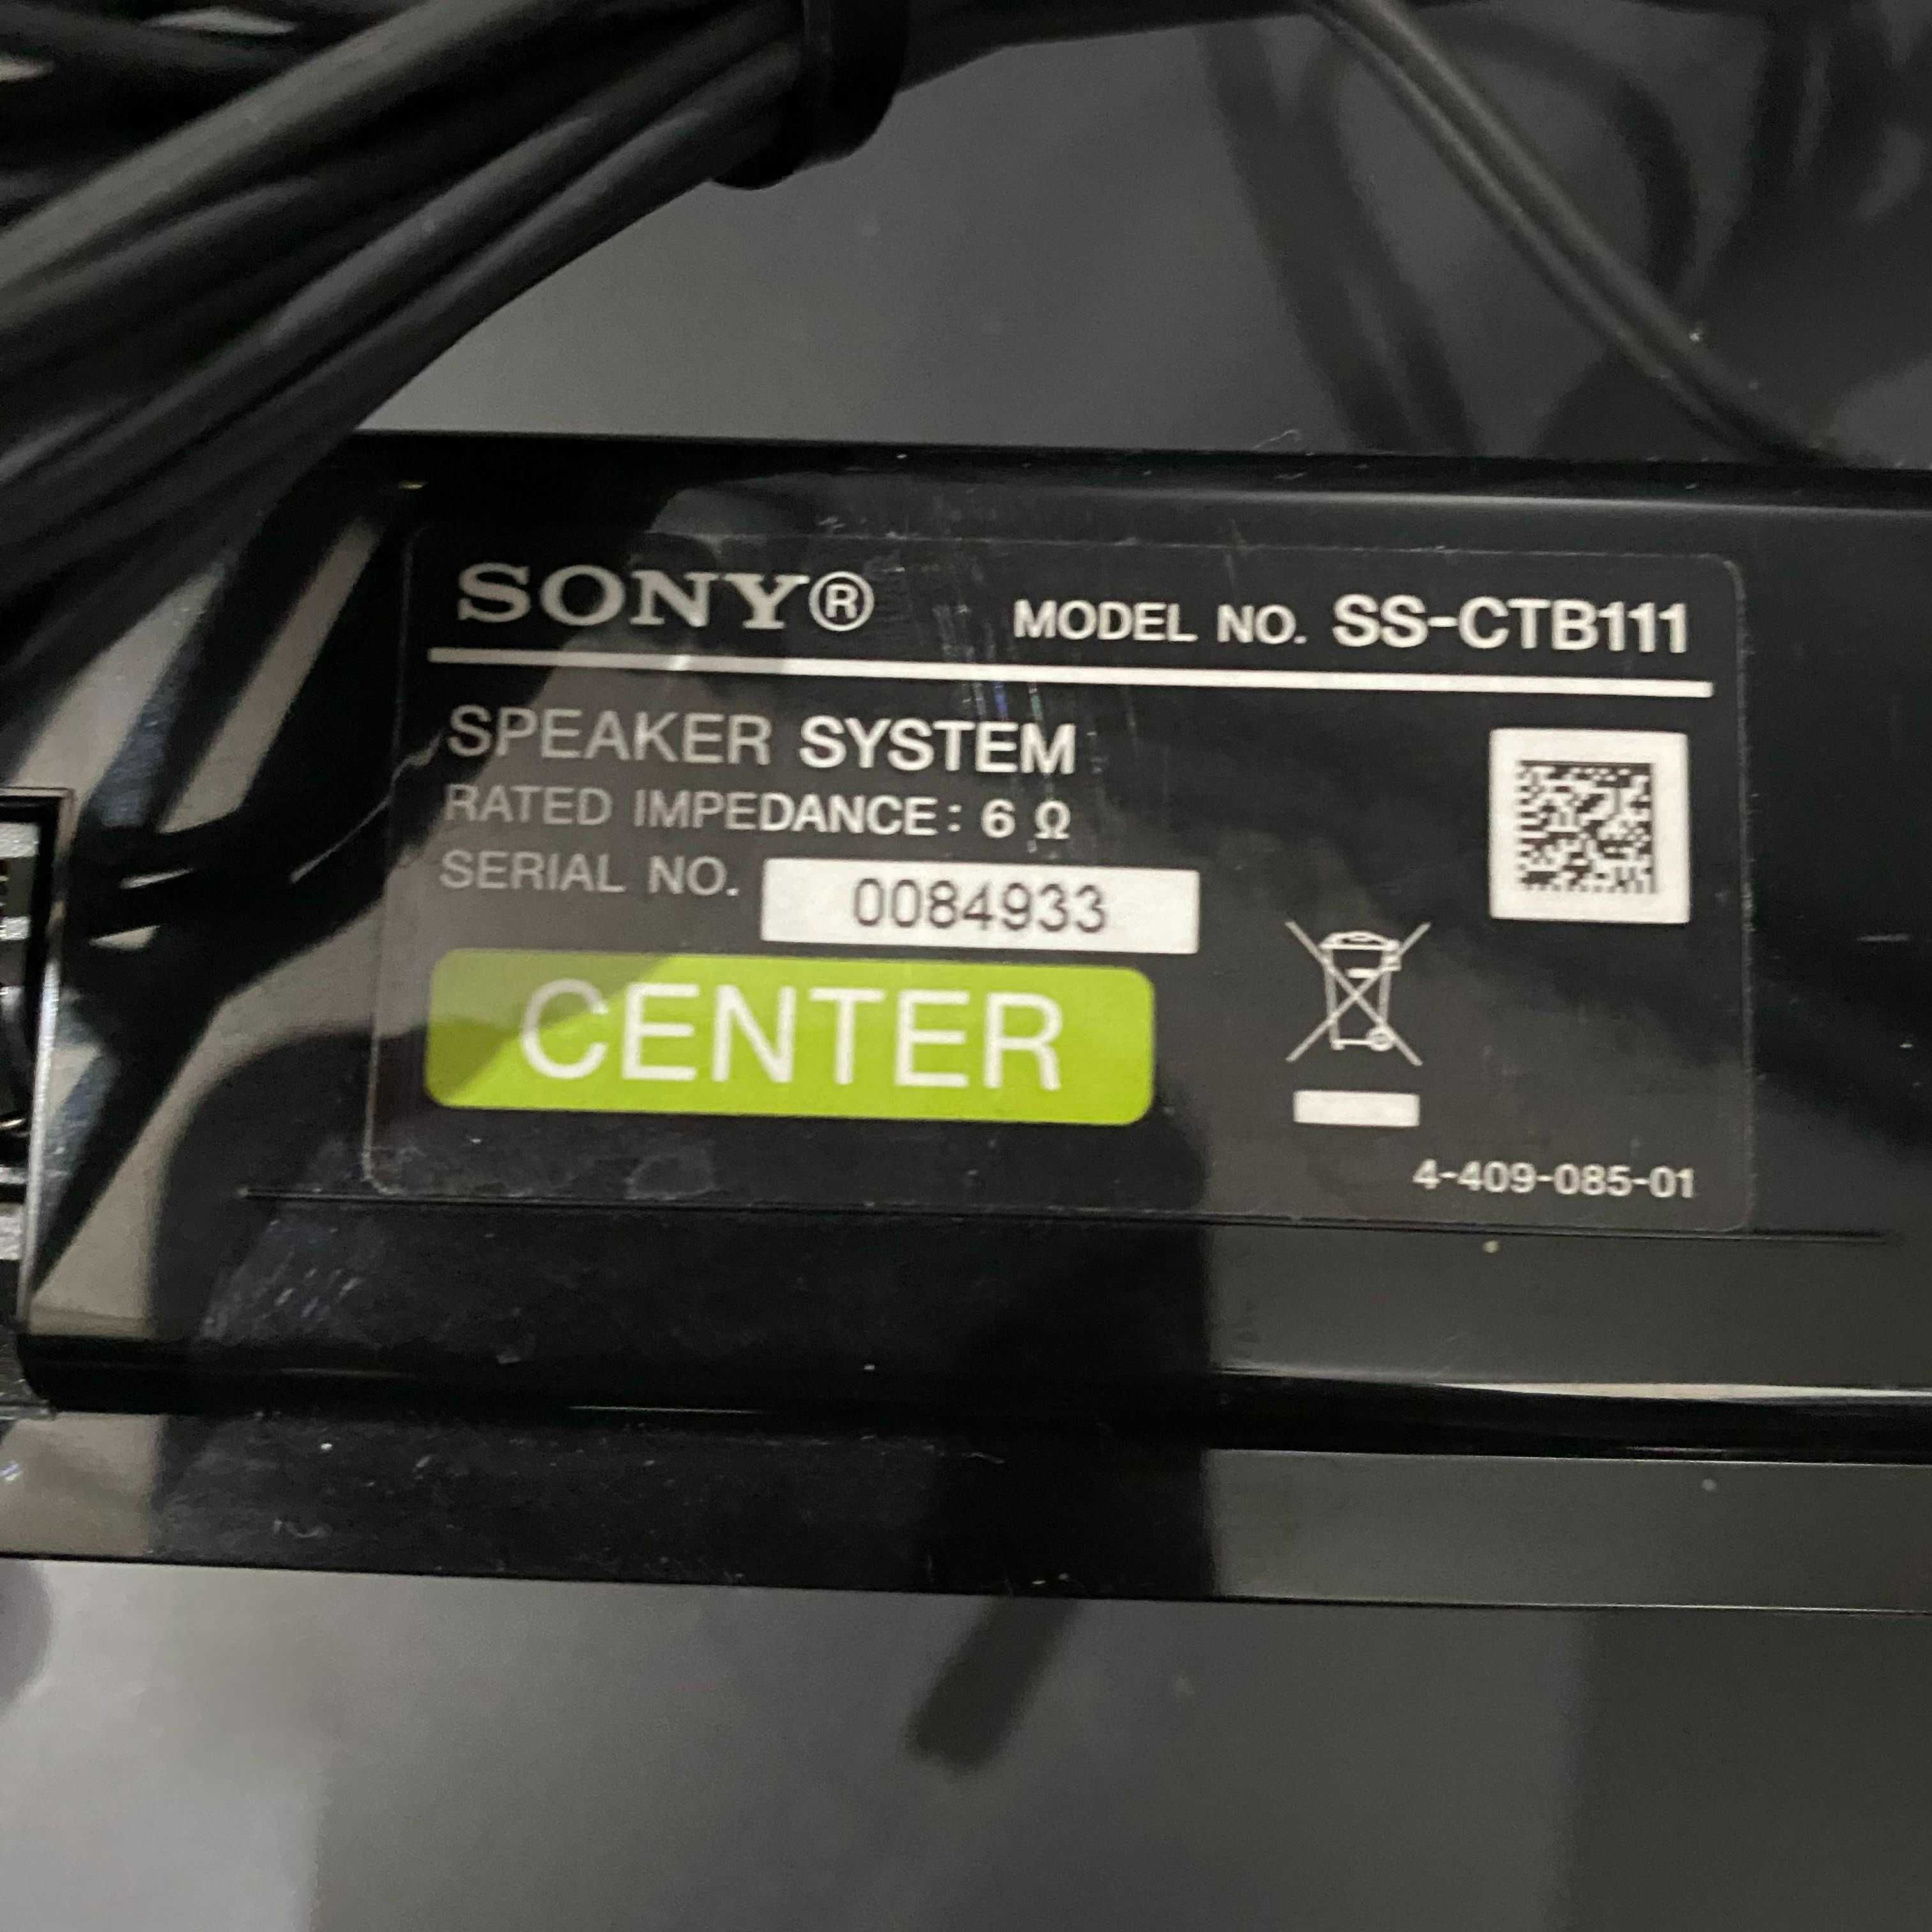 SONY® MODEL NO. SS-CTB111
SPEAKER SYSTEM
RATED IMPEDANCE: 6 Ω
SERIAL NO. 0084933
CENTER
4-409-085-01